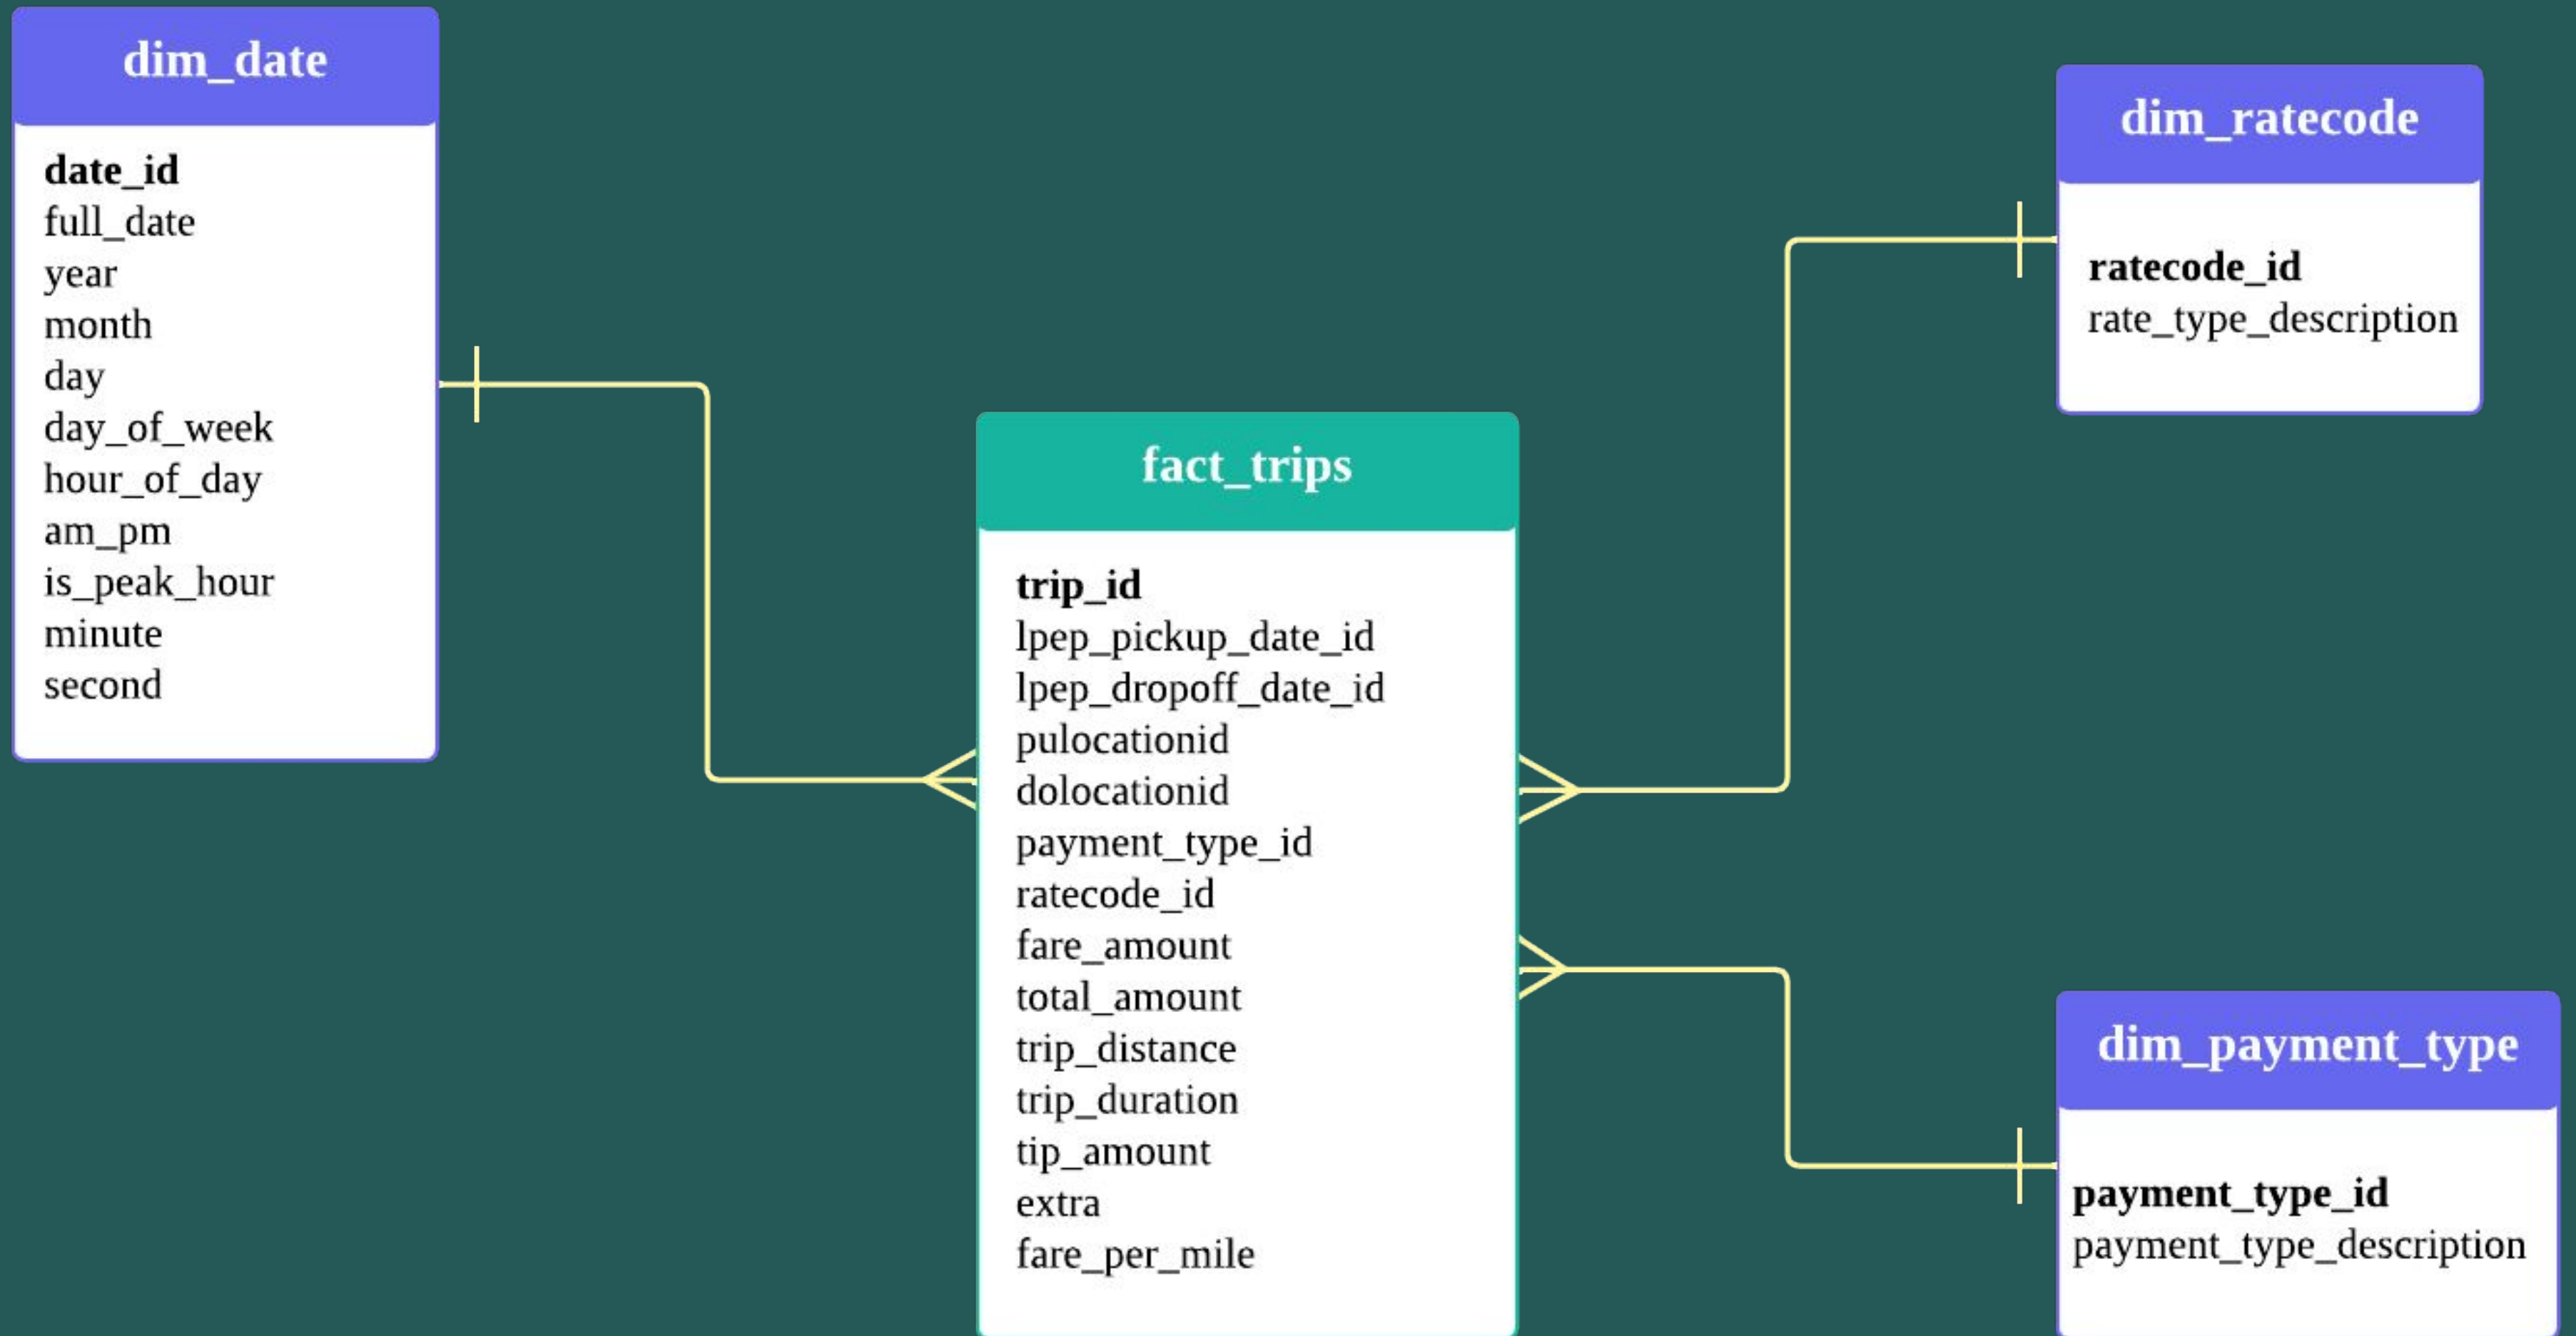 dim_date
date_id
full_date
year
month
day
day_of_week
hour_of_day
am_pm
is_peak_hour
minute
second
fact_trips
trip_id
lpep_pickup_date_id
lpep_dropoff_date_id
pulocationid
dolocationid
payment_type_id
ratecode_id
fare_amount
total_amount
trip_distance
trip_duration
tip_amount
extra
fare_per_mile
dim_ratecode
ratecode_id
rate_type_description
dim_payment_type
payment_type_id
payment_type_description